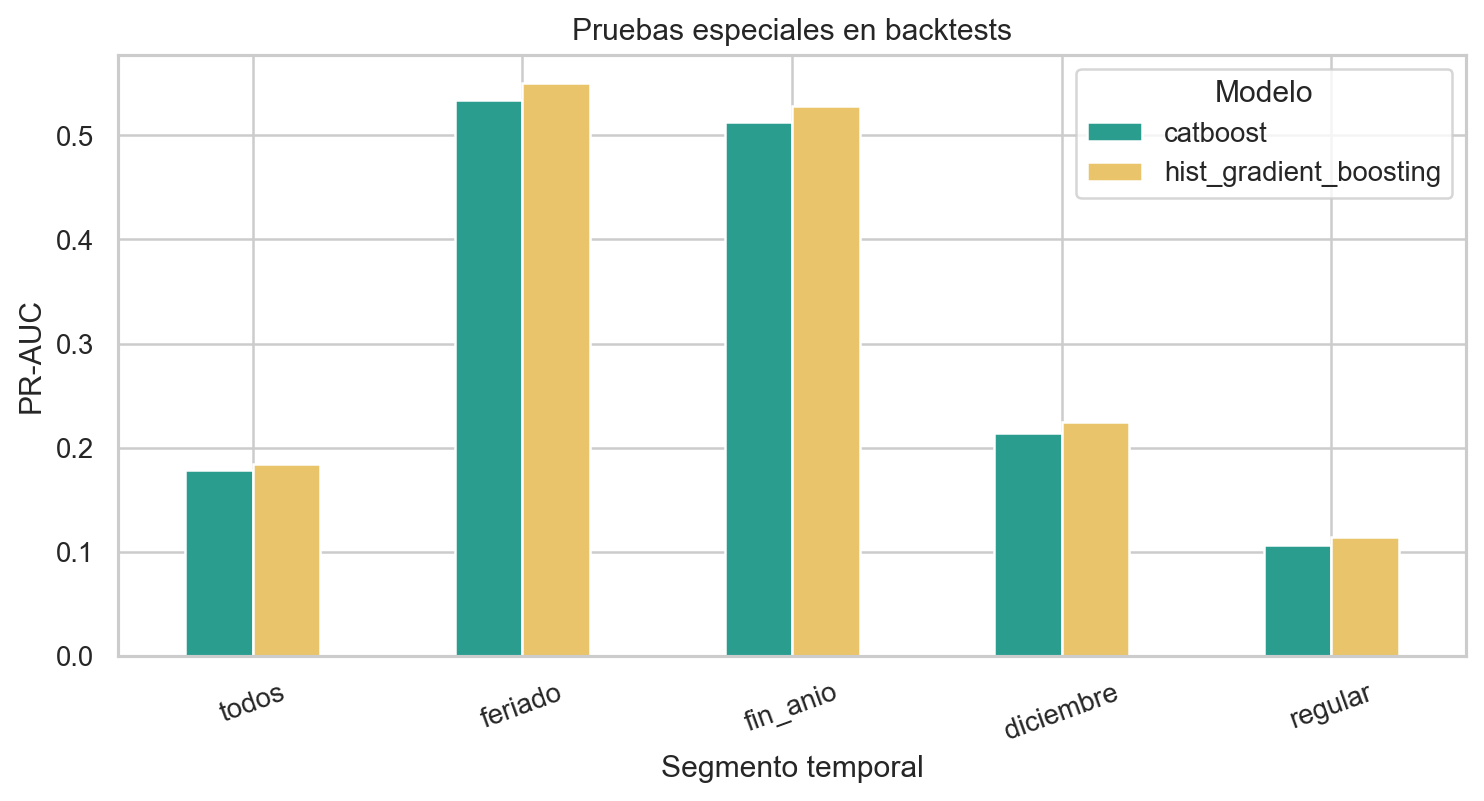 Pruebas especiales en backtests
Modelo
catboost
hist_gradient_boosting
PR-AUC
0.5
0.4
0.3
0.2
0.1
0.0
todos
feriado
fin_anio
diciembre
regular
Segmento temporal